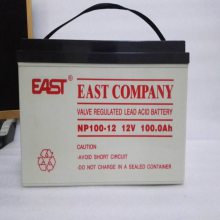 EAST
EAST COMPANY
VALVE REGULATED LEAD ACID BATTERY
NP100-12 12V 100.0Ah
CAUTION:
AVOID SHORT CIRCUIT
DO NOT CHARGE IN A SEALED CONTAINER